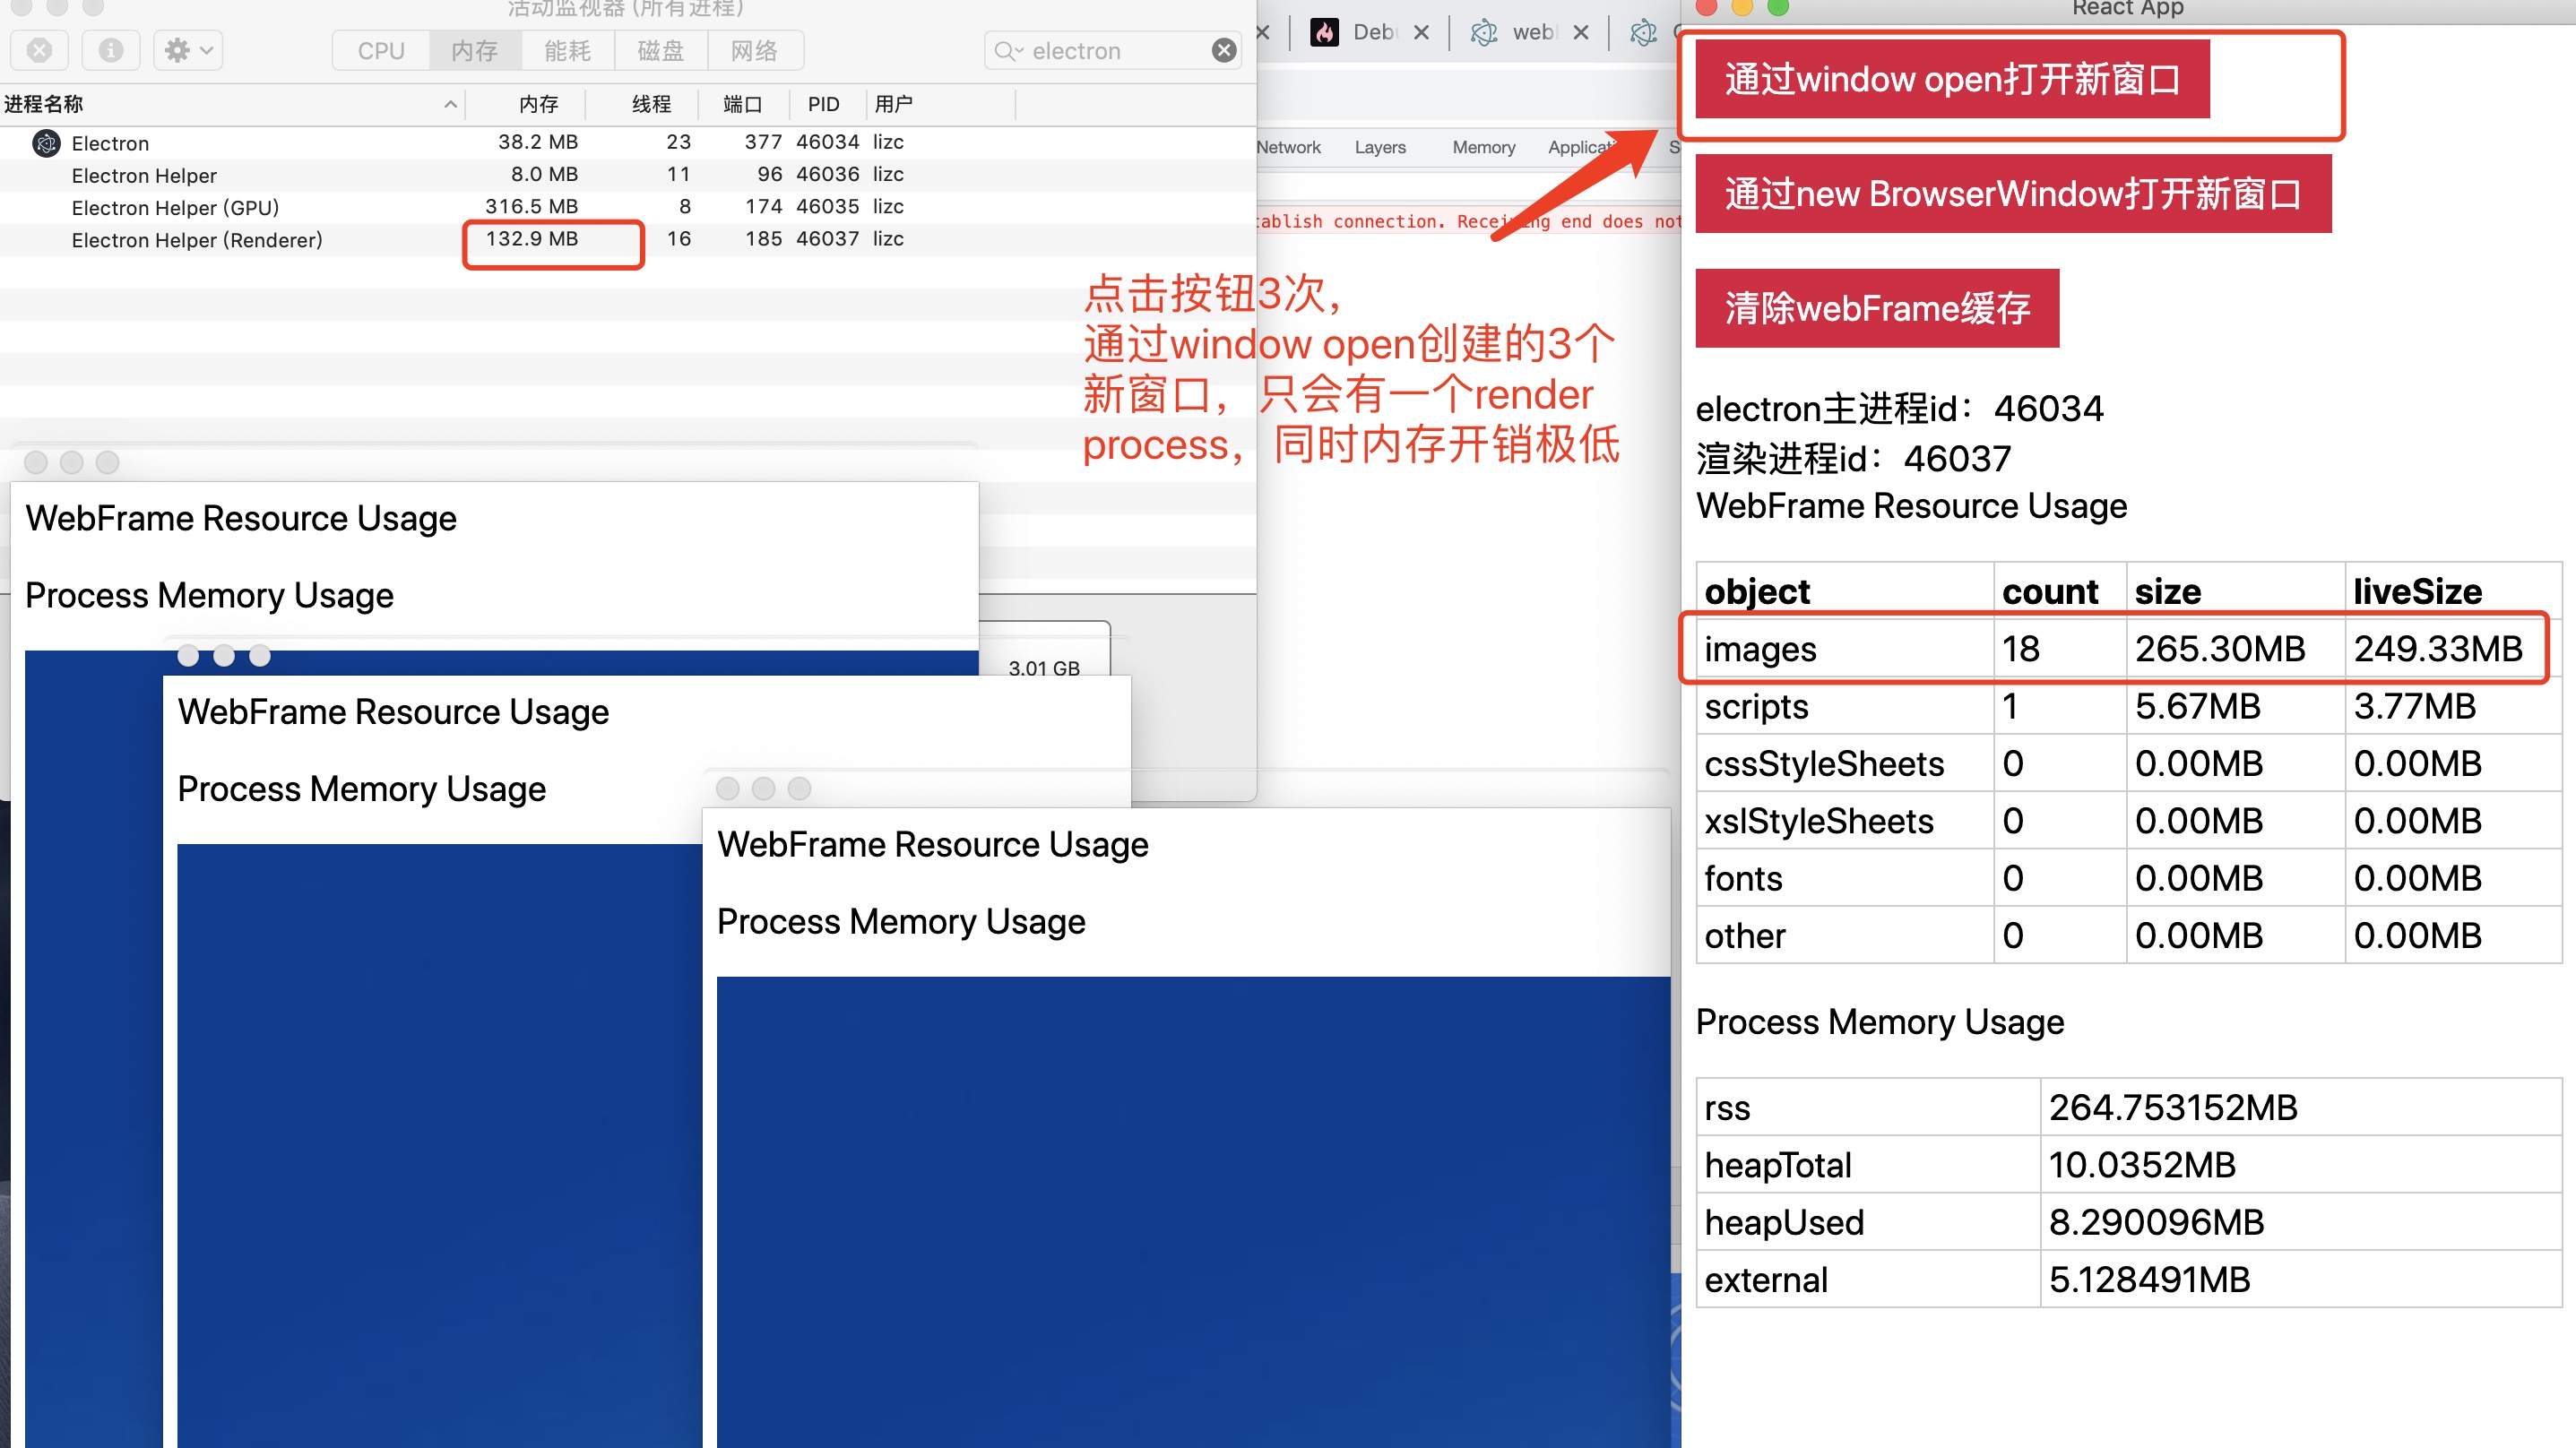 活动监视器 (所有进程)
CPU 内存 能耗 磁盘 网络
electron
进程名称 内存 线程 端口 PID 用户
Electron 38.2 MB 23 377 46034 lizc
Electron Helper 8.0 MB 11 96 46036 lizc
Electron Helper (GPU) 316.5 MB 8 174 46035 lizc
Electron Helper (Renderer) 132.9 MB 16 185 46037 lizc
3.01 GB
Deb web
Network Layers Memory Applicat S
tablish connection. Receiving end does not
点击按钮3次，
通过window open创建的3个
新窗口，只会有一个render
process，同时内存开销极低
WebFrame Resource Usage
Process Memory Usage
WebFrame Resource Usage
Process Memory Usage
WebFrame Resource Usage
Process Memory Usage
React App
通过window open打开新窗口
通过new BrowserWindow打开新窗口
清除webFrame缓存
electron主进程id：46034
渲染进程id：46037
WebFrame Resource Usage
object count size liveSize
images 18 265.30MB 249.33MB
scripts 1 5.67MB 3.77MB
cssStyleSheets 0 0.00MB 0.00MB
xslStyleSheets 0 0.00MB 0.00MB
fonts 0 0.00MB 0.00MB
other 0 0.00MB 0.00MB
Process Memory Usage
rss 264.753152MB
heapTotal 10.0352MB
heapUsed 8.290096MB
external 5.128491MB